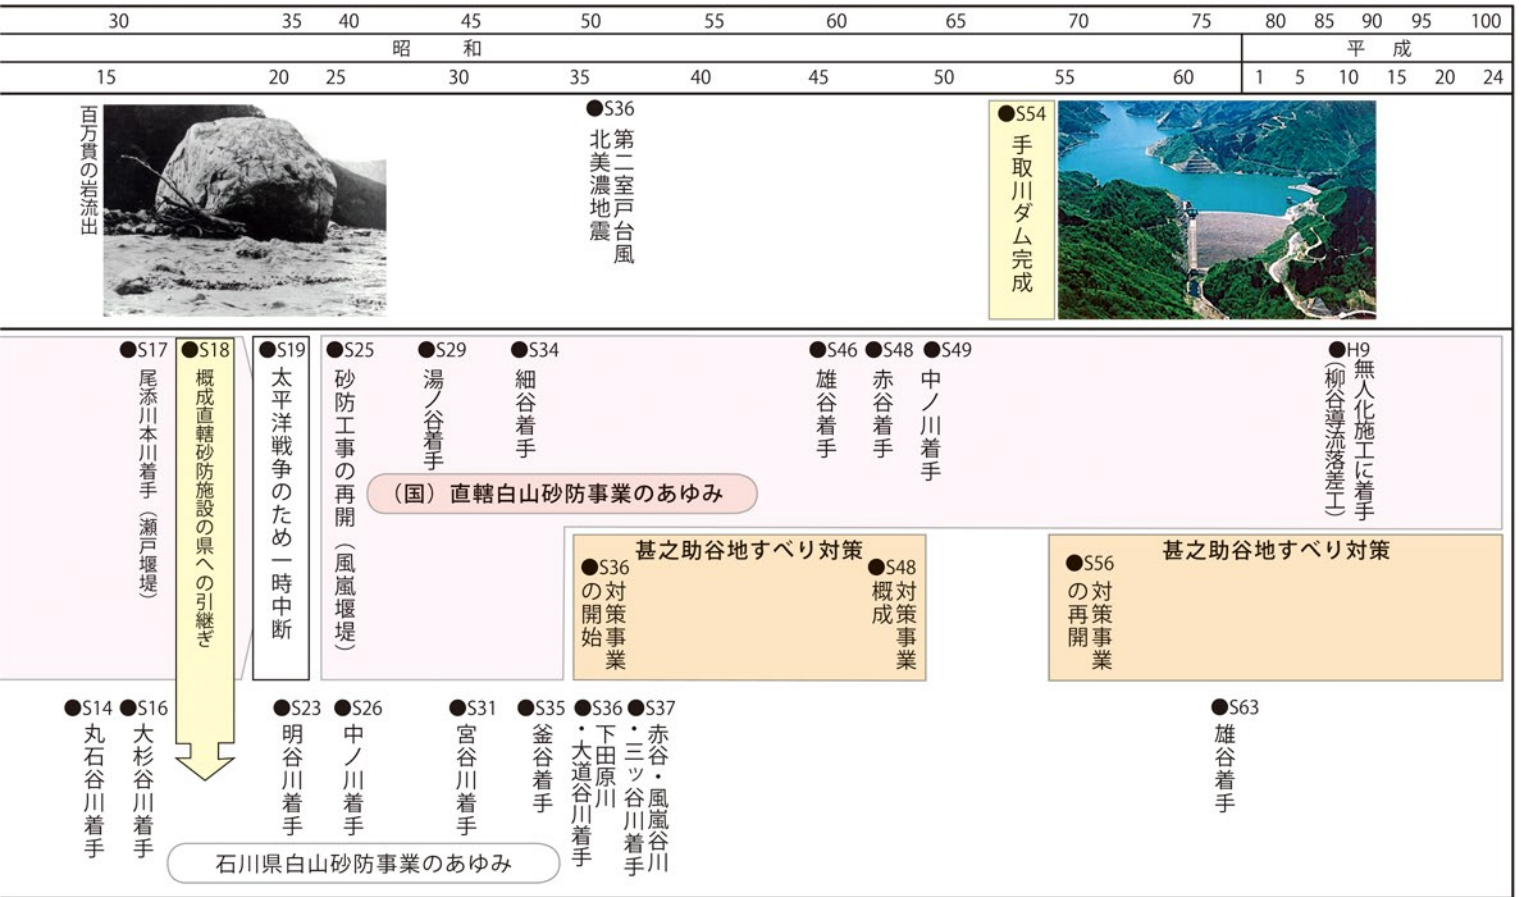 30 35 40 45 50 55 60 65 70 75 80 85 90 95 100
昭和 平成
15 20 25 30 35 40 45 50 55 60 1 5 10 15 20 24
百万貫の岩流出
●S36
第二室戸台風
北美濃地震
●S54
手取川ダム完成
●S17
尾添川本川着手（瀬戸堰堤）
●S18
概成直轄砂防施設の県への引継ぎ
●S19
太平洋戦争のため一時中断
●S25
砂防工事の再開（風嵐堰堤）
●S29
湯ノ谷着手
●S34
細谷着手
●S46
雄谷着手
●S48
赤谷着手
●S49
中ノ川着手
●H9
無人化施工に着手
（柳谷導流落差工）
（国）直轄白山砂防事業のあゆみ
甚之助谷地すべり対策
●S36
対策事業
の開始
●S48
対策事業
概成
甚之助谷地すべり対策
●S56
対策事業
の再開
●S14
丸石谷川着手
●S16
大杉谷川着手
●S23
明谷川着手
●S26
中ノ川着手
●S31
宮谷川着手
●S35
釜谷着手
●S36
下田原川
・大道谷川着手
●S37
赤谷・風嵐谷川
・三ッ谷川着手
●S63
雄谷着手
石川県白山砂防事業のあゆみ